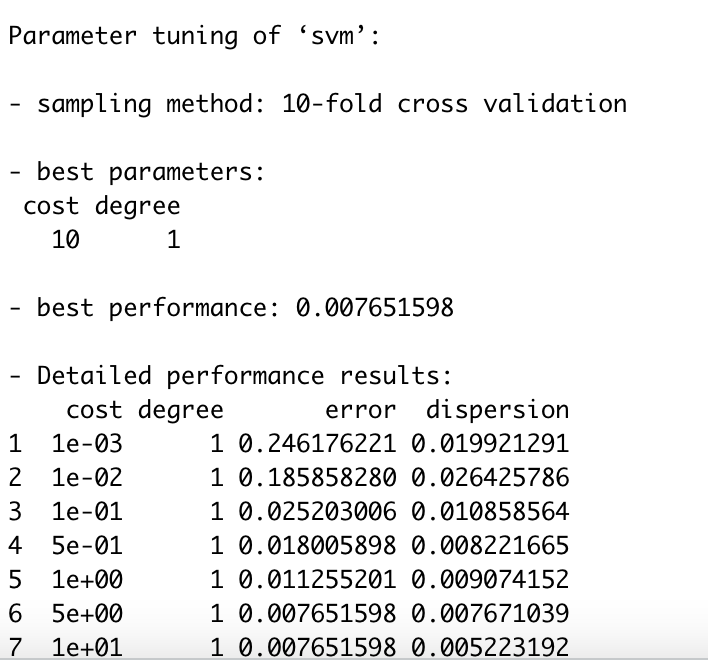 Parameter tuning of ‘svm’:
- sampling method: 10-fold cross validation
- best parameters:
 cost degree
   10      1
- best performance: 0.007651598
- Detailed performance results:
    cost degree       error  dispersion
1  1e-03      1 0.246176221 0.019921291
2  1e-02      1 0.185858280 0.026425786
3  1e-01      1 0.025203006 0.010858564
4  5e-01      1 0.018005898 0.008221665
5  1e+00      1 0.011255201 0.009074152
6  5e+00      1 0.007651598 0.007671039
7  1e+01      1 0.007651598 0.005223192